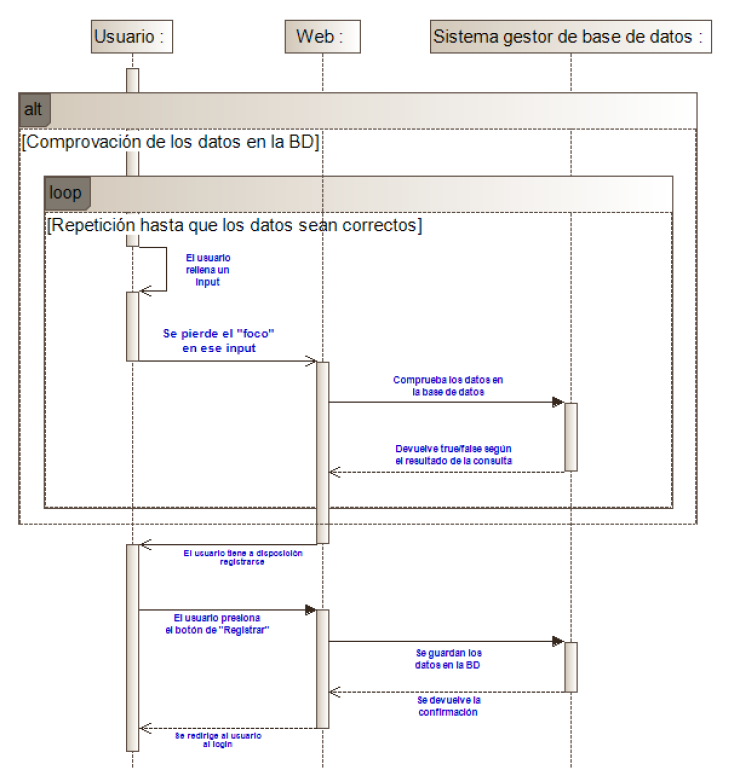 Usuario :
Web :
Sistema gestor de base de datos :
alt
[Comprovación de los datos en la BD]
loop
[Repetición hasta que los datos sean correctos]
El usuario
rellena un
input
Se pierde el "foco"
en ese input
Comprueba los datos en
la base de datos
Devuelve true/false según
el resultado de la consulta
El usuario tiene a disposición
registrarse
El usuario presiona
el botón de "Registrar"
Se guardan los
datos en la BD
Se devuelve la
confirmación
Se redirige al usuario
al login